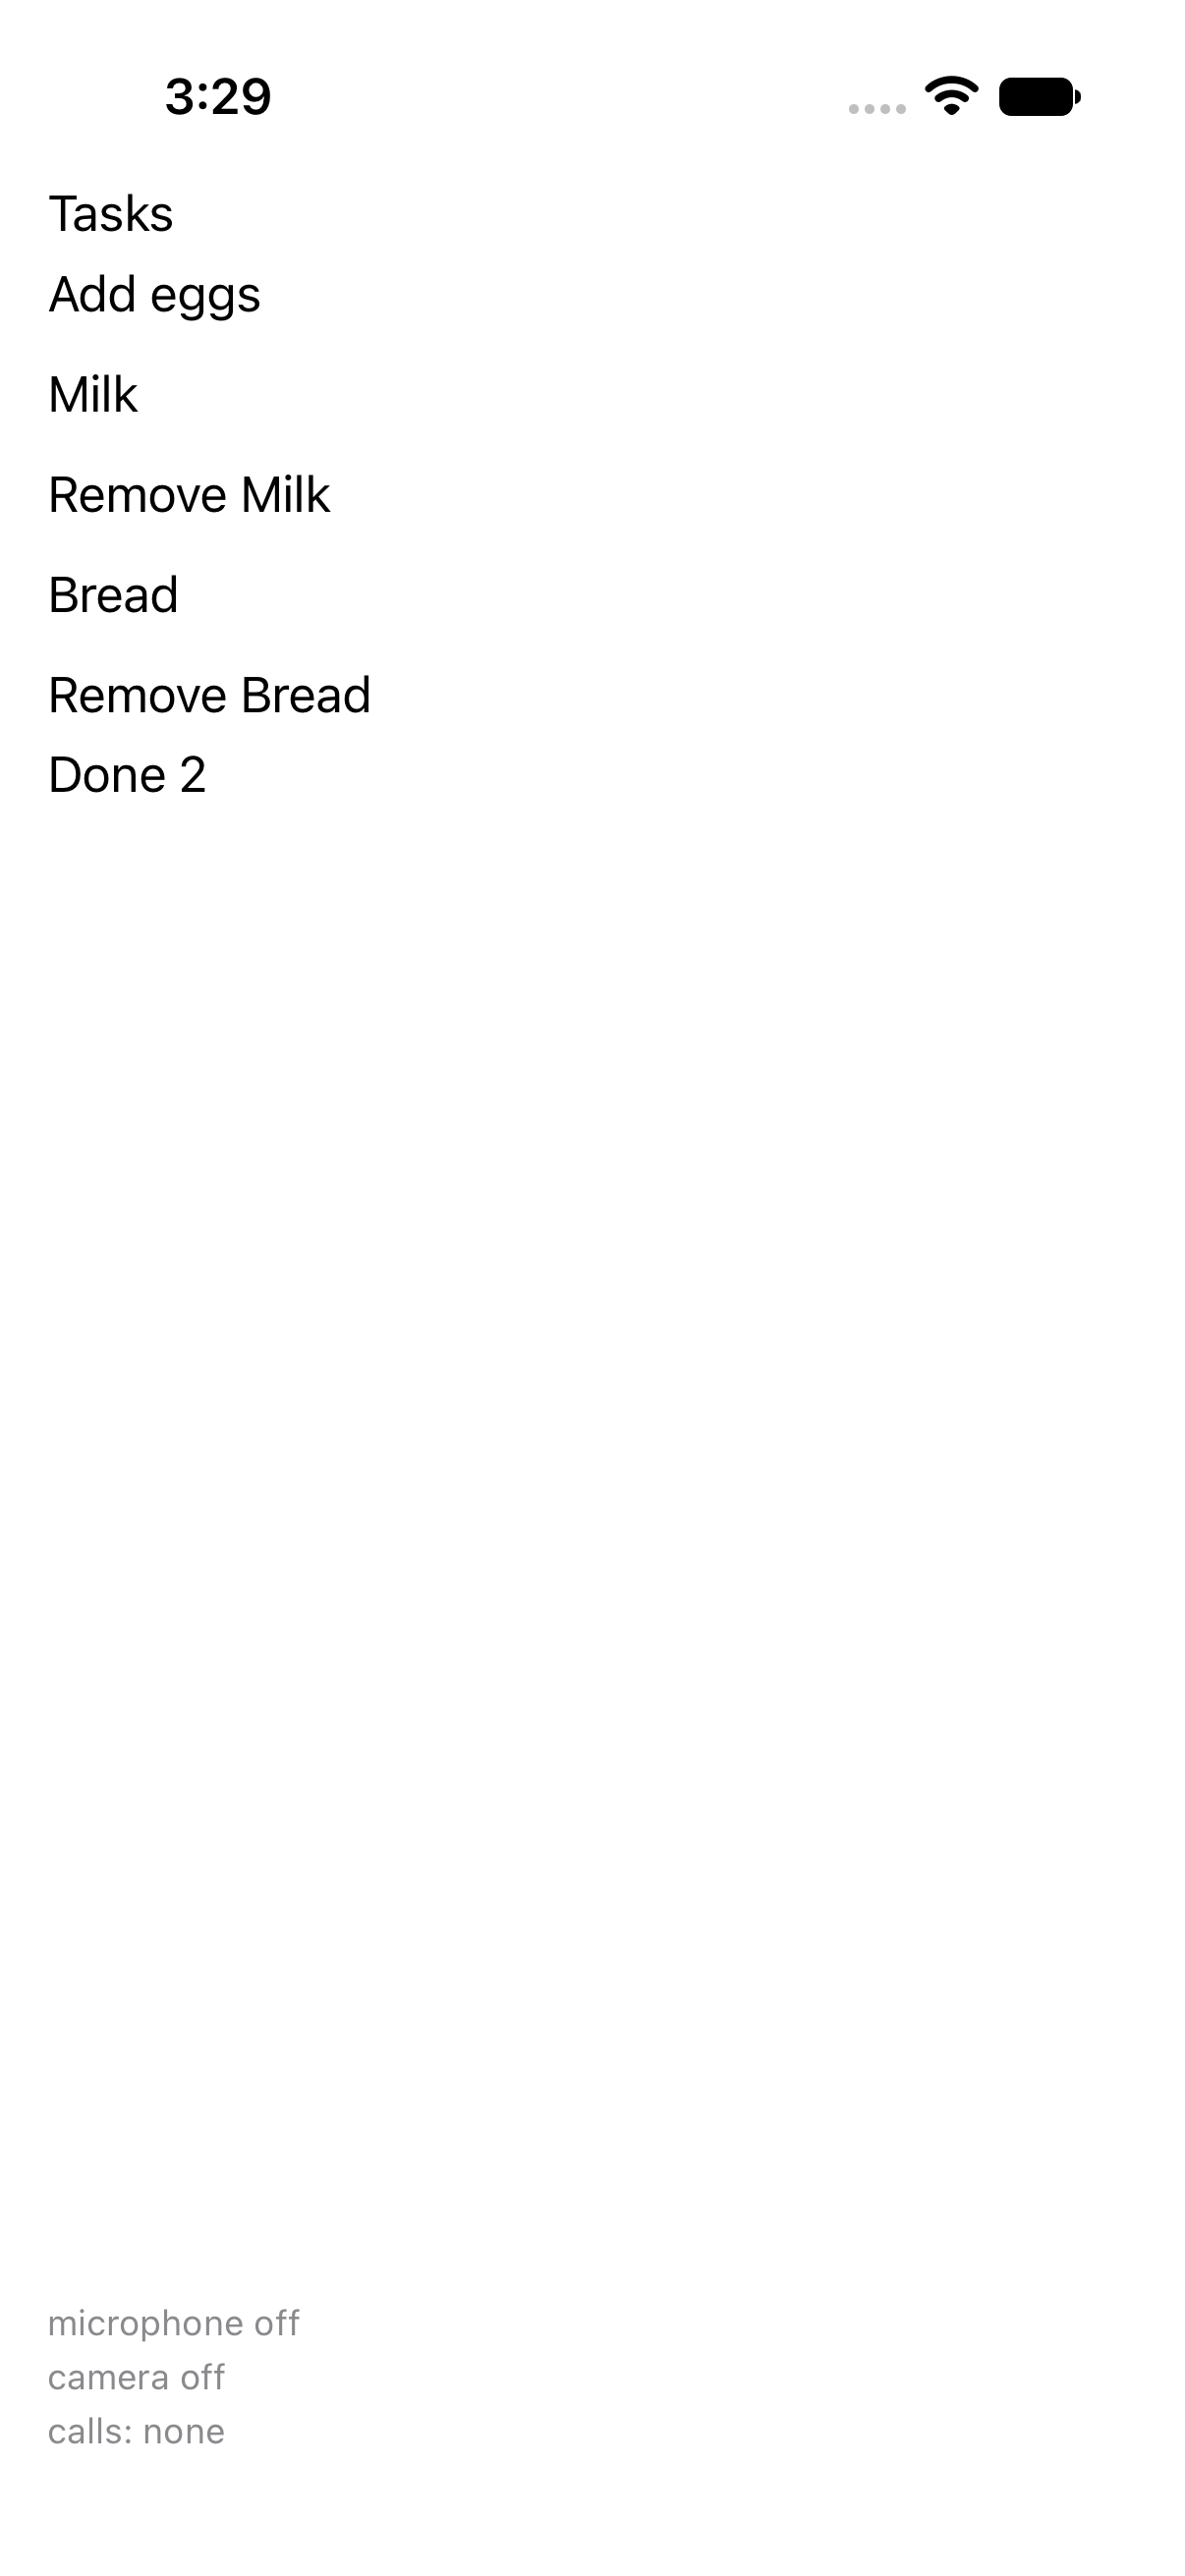 3:29
Tasks
Add eggs
Milk
Remove Milk
Bread
Remove Bread
Done 2
microphone off
camera off
calls: none